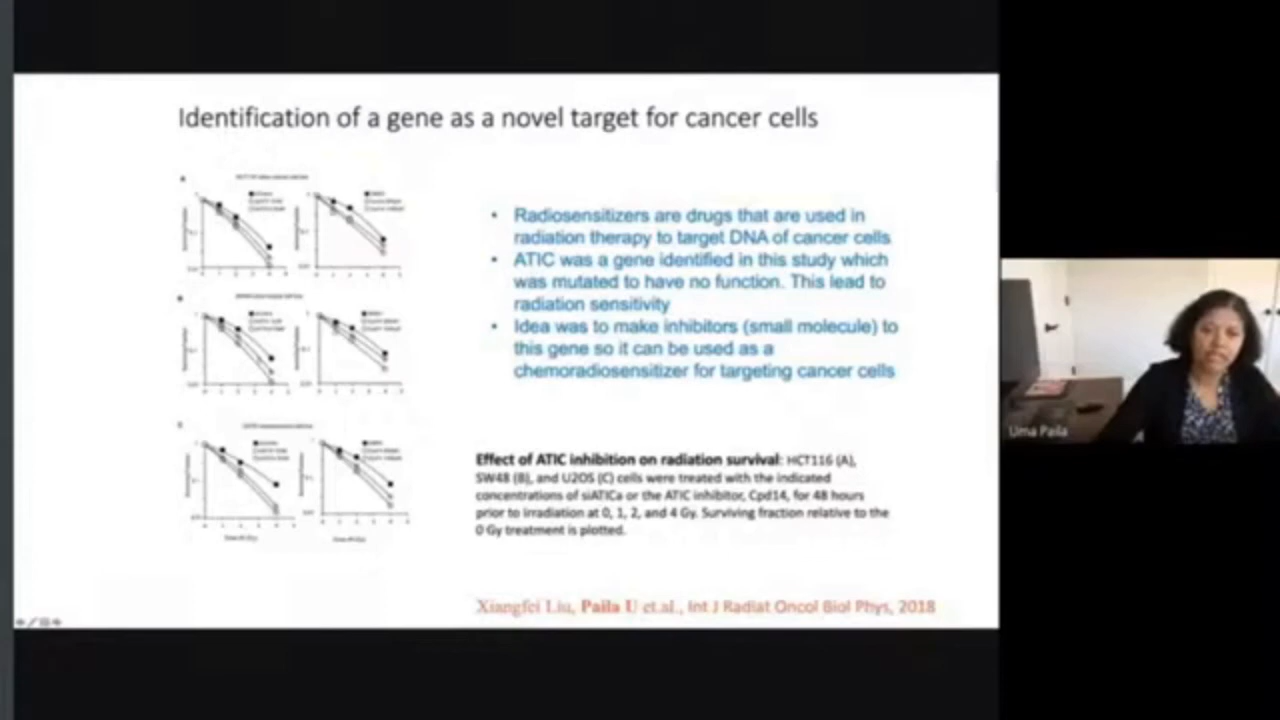 Identification of a gene as a novel target for cancer cells
A
B
C
• Radiosensitizers are drugs that are used in
radiation therapy to target DNA of cancer cells
• ATIC was a gene identified in this study which
was mutated to have no function. This lead to
radiation sensitivity
• Idea was to make inhibitors (small molecule) to
this gene so it can be used as a
chemoradiosensitizer for targeting cancer cells
Effect of ATIC inhibition on radiation survival: HCT116 (A),
SW48 (B), and U2OS (C) cells were treated with the indicated
concentrations of siATICa or the ATIC inhibitor, Cpd14, for 48 hours
prior to irradiation at 0, 1, 2, and 4 Gy. Surviving fraction relative to the
0 Gy treatment is plotted.
Xiangfei Liu, Paila U et.al., Int J Radiat Oncol Biol Phys, 2018
Uma Paila